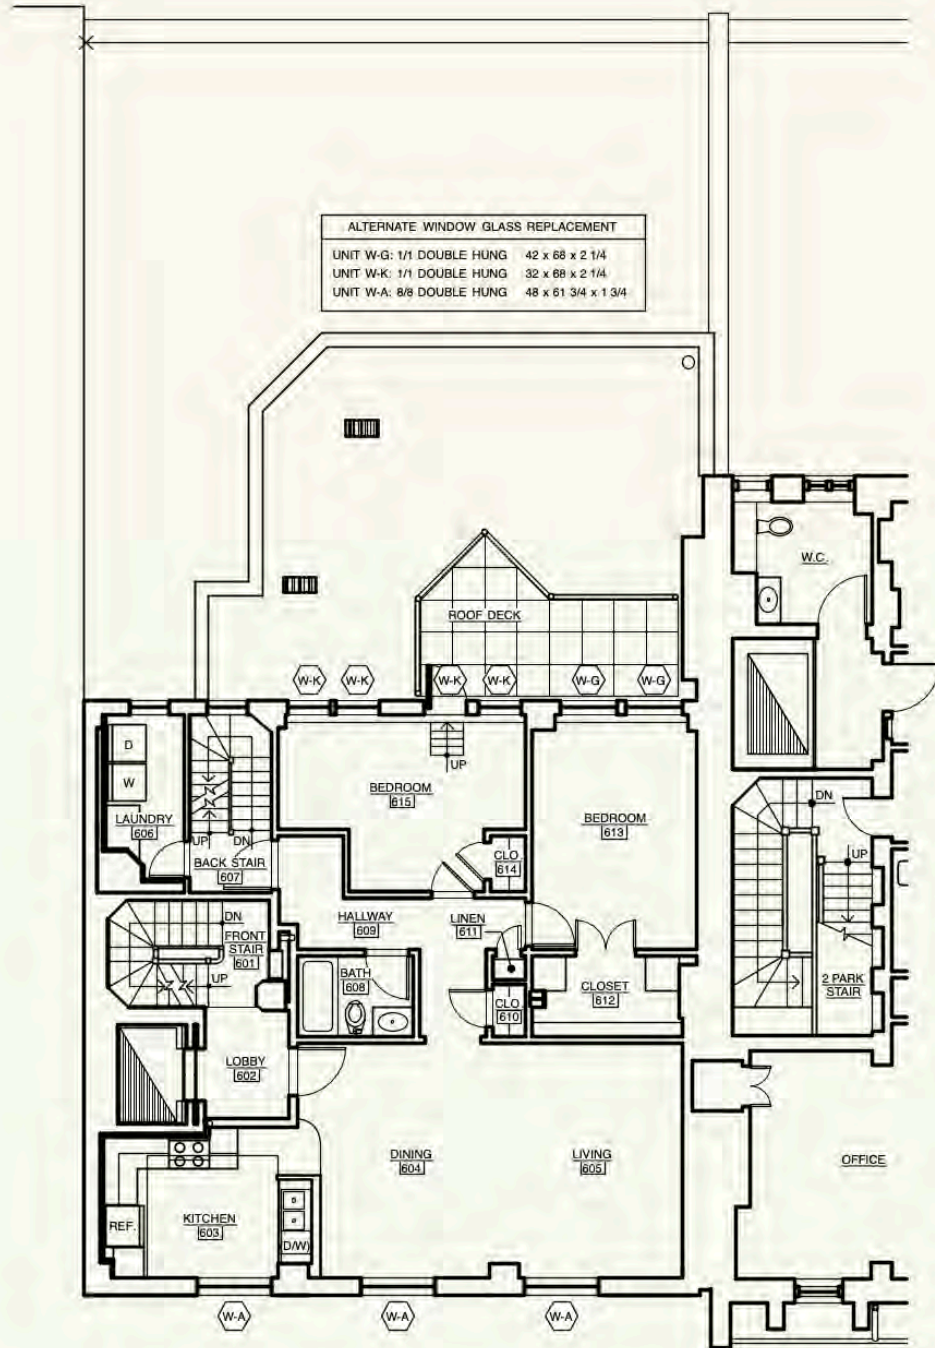 ALTERNATE WINDOW GLASS REPLACEMENT
UNIT W-G: 1/1 DOUBLE HUNG 42 x 68 x 2 1/4
UNIT W-K: 1/1 DOUBLE HUNG 32 x 68 x 2 1/4
UNIT W-A: 8/8 DOUBLE HUNG 48 x 61 3/4 x 1 3/4
W.C.
ROOF DECK
W-K
W-K
W-K
W-K
W-G
W-G
D
W
LAUNDRY
606
UP
DN
BACK STAIR
607
UP
BEDROOM
615
CLO.
614
BEDROOM
613
DN
UP
2 PARK
STAIR
HALLWAY
609
LINEN
611
DN
FRONT
STAIR
601
UP
BATH
608
CLO.
610
CLOSET
612
LOBBY
602
DINING
604
LIVING
605
OFFICE
REF.
KITCHEN
603
(D/W)
W-A
W-A
W-A